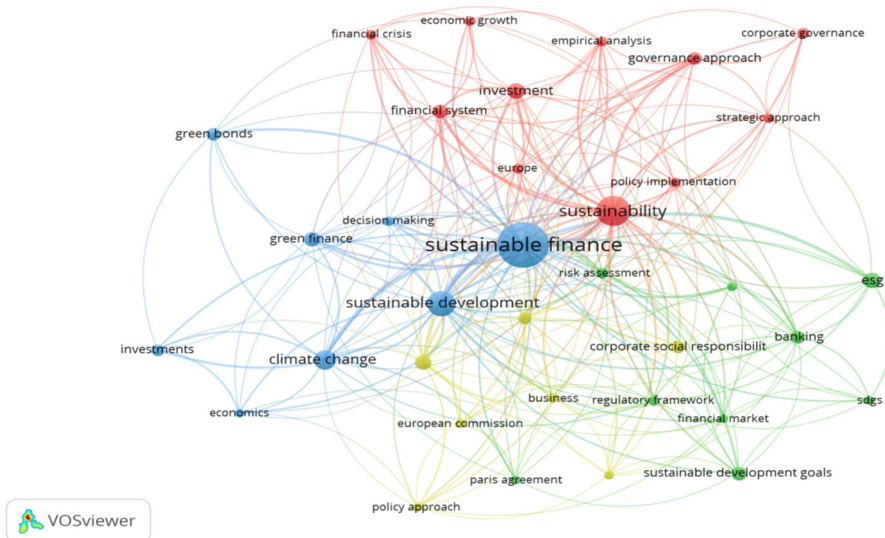 economic growth
financial crisis
corporate governance
empirical analysis
governance approach
investment
financial system
strategic approach
green bonds
europe
policy implementation
sustainability
decision making
green finance
sustainable finance
risk assessment
esg
sustainable development
banking
investments
corporate social responsibilit
climate change
business
regulatory framework
sdgs
economics
financial market
european commission
sustainable development goals
paris agreement
policy approach
VOSviewer